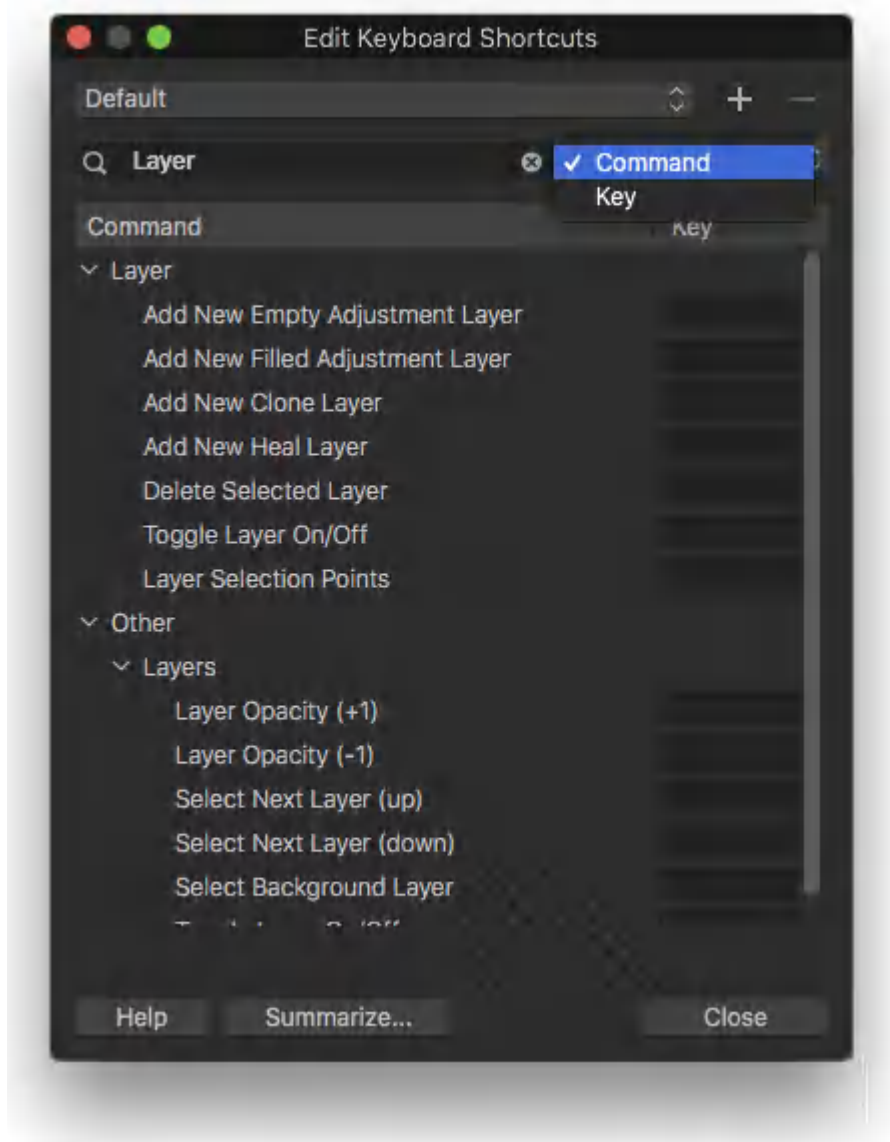 Edit Keyboard Shortcuts
Default
Layer
Command
Key
Command Key
Layer
Add New Empty Adjustment Layer
Add New Filled Adjustment Layer
Add New Clone Layer
Add New Heal Layer
Delete Selected Layer
Toggle Layer On/Off
Layer Selection Points
Other
Layers
Layer Opacity (+1)
Layer Opacity (-1)
Select Next Layer (up)
Select Next Layer (down)
Select Background Layer
Help Summarize... Close